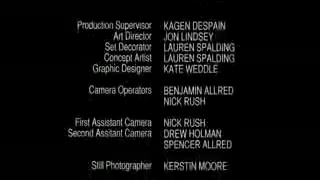 Production Supervisor KAGEN DESPAIN
Art Director JON LINDSEY
Set Decorator LAUREN SPALDING
Concept Artist LAUREN SPALDING
Graphic Designer KATE WEDDLE
Camera Operators BENJAMIN ALLRED
NICK RUSH
First Assistant Camera NICK RUSH
Second Assitant Camera DREW HOLMAN
SPENCER ALLRED
Still Photographer KERSTIN MOORE